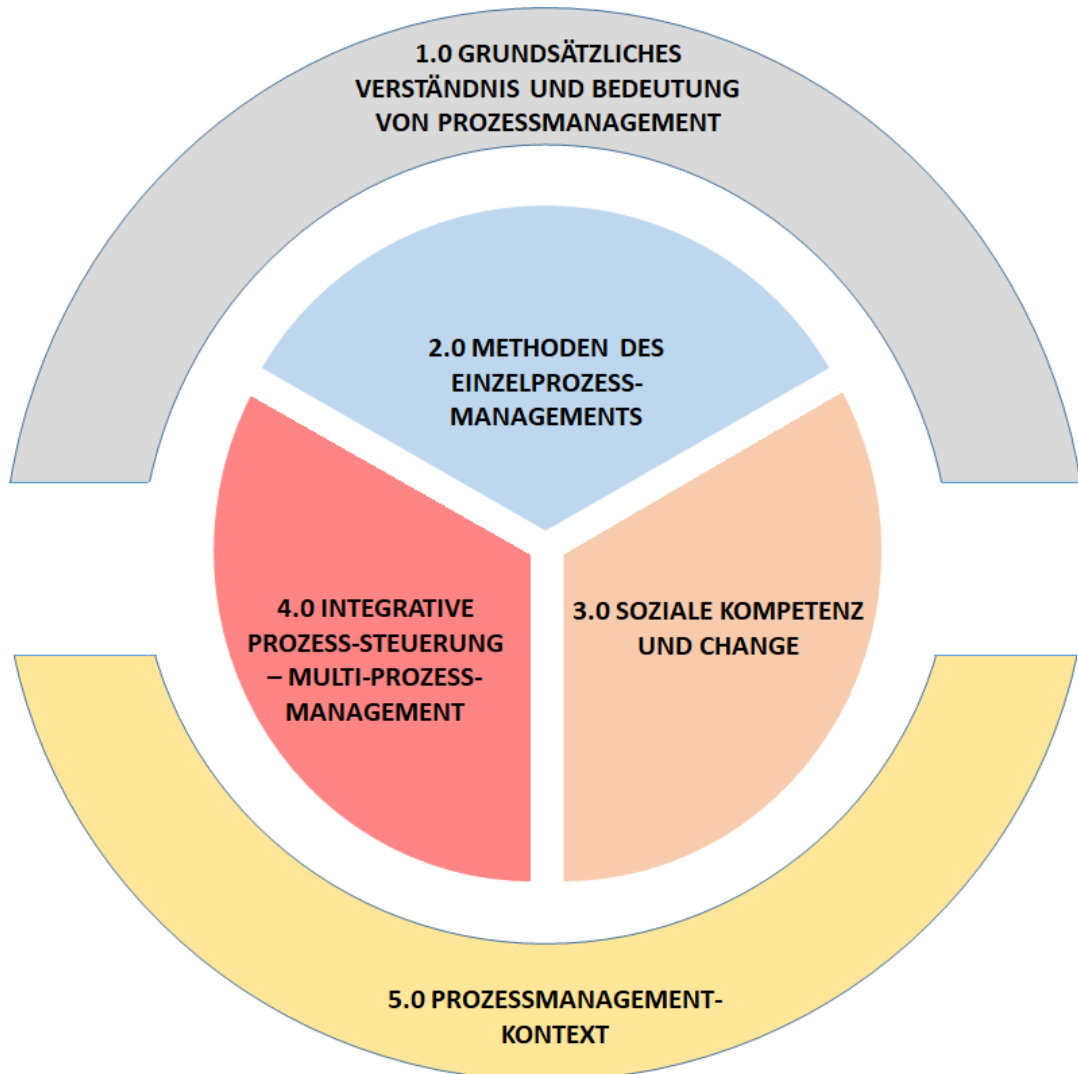 1.0 GRUNDSÄTZLICHES
VERSTÄNDNIS UND BEDEUTUNG
VON PROZESSMANAGEMENT
2.0 METHODEN DES
EINZELPROZESS-
MANAGEMENTS
4.0 INTEGRATIVE
PROZESS-STEUERUNG
– MULTI-PROZESS-
MANAGEMENT
3.0 SOZIALE KOMPETENZ
UND CHANGE
5.0 PROZESSMANAGEMENT-
KONTEXT